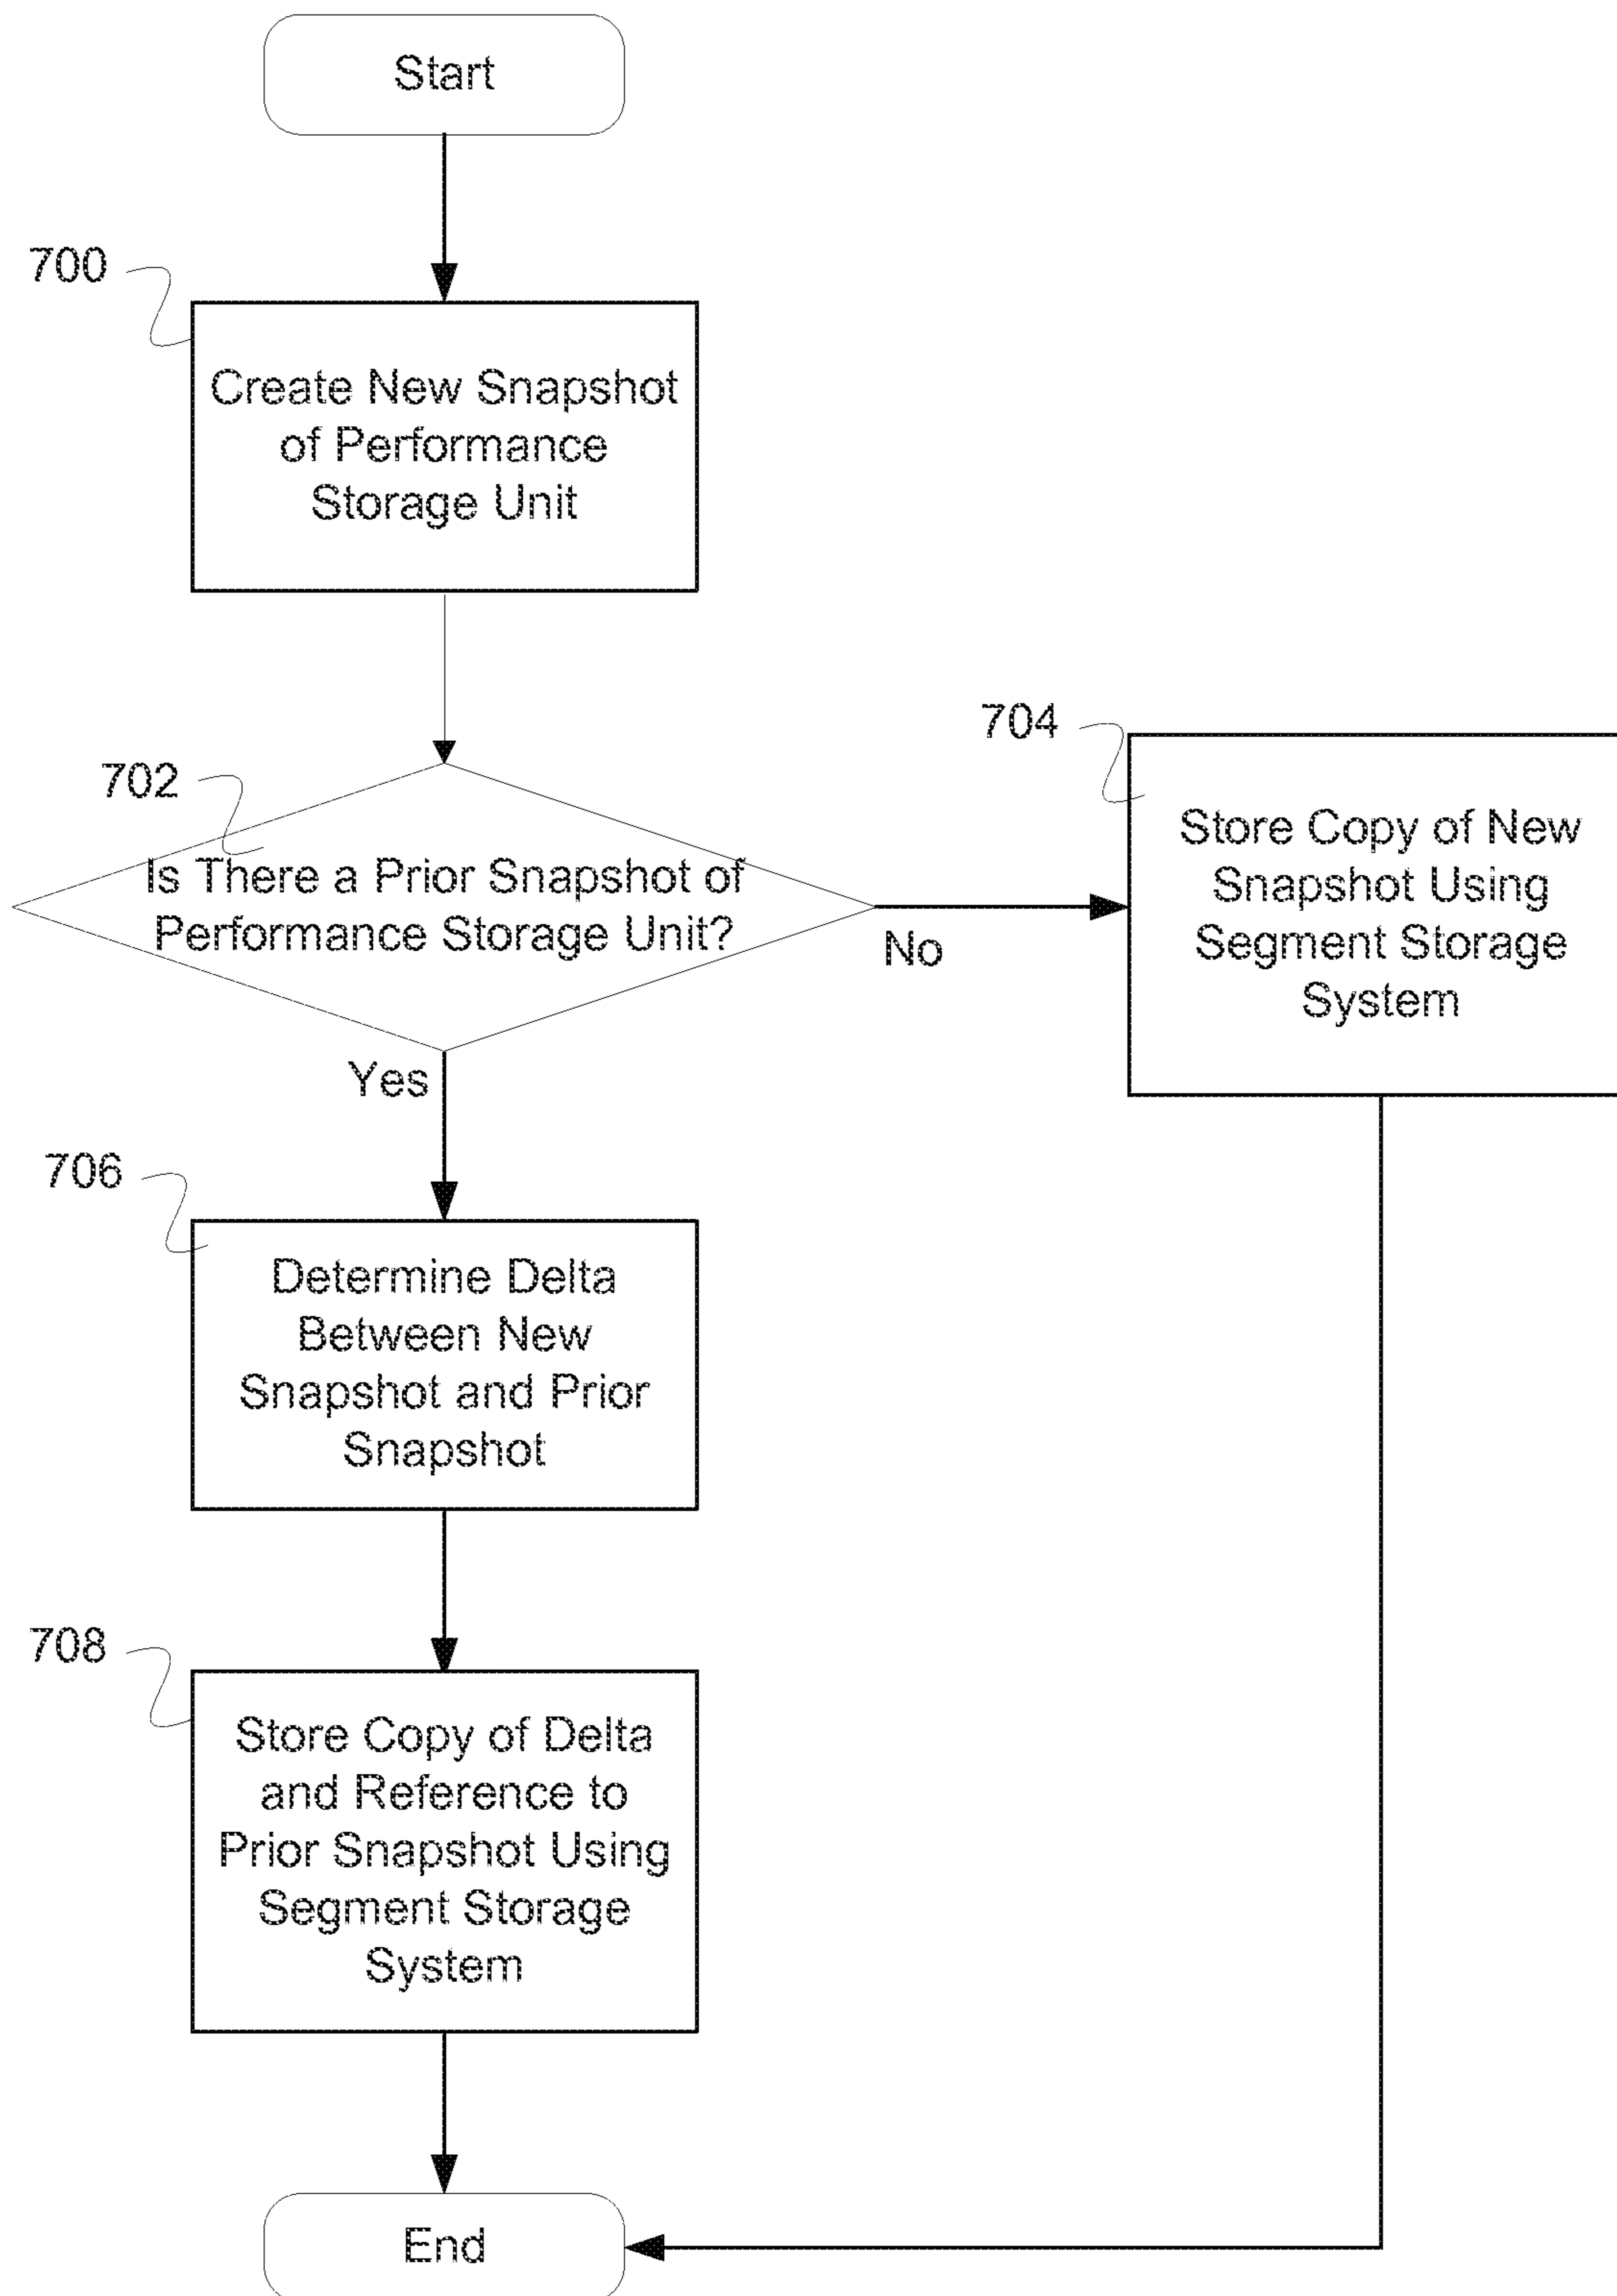 Start
700
Create New Snapshot
of Performance
Storage Unit
702
Is There a Prior Snapshot of
Performance Storage Unit?
No
Yes
704
Store Copy of New
Snapshot Using
Segment Storage
System
706
Determine Delta
Between New
Snapshot and Prior
Snapshot
708
Store Copy of Delta
and Reference to
Prior Snapshot Using
Segment Storage
System
End